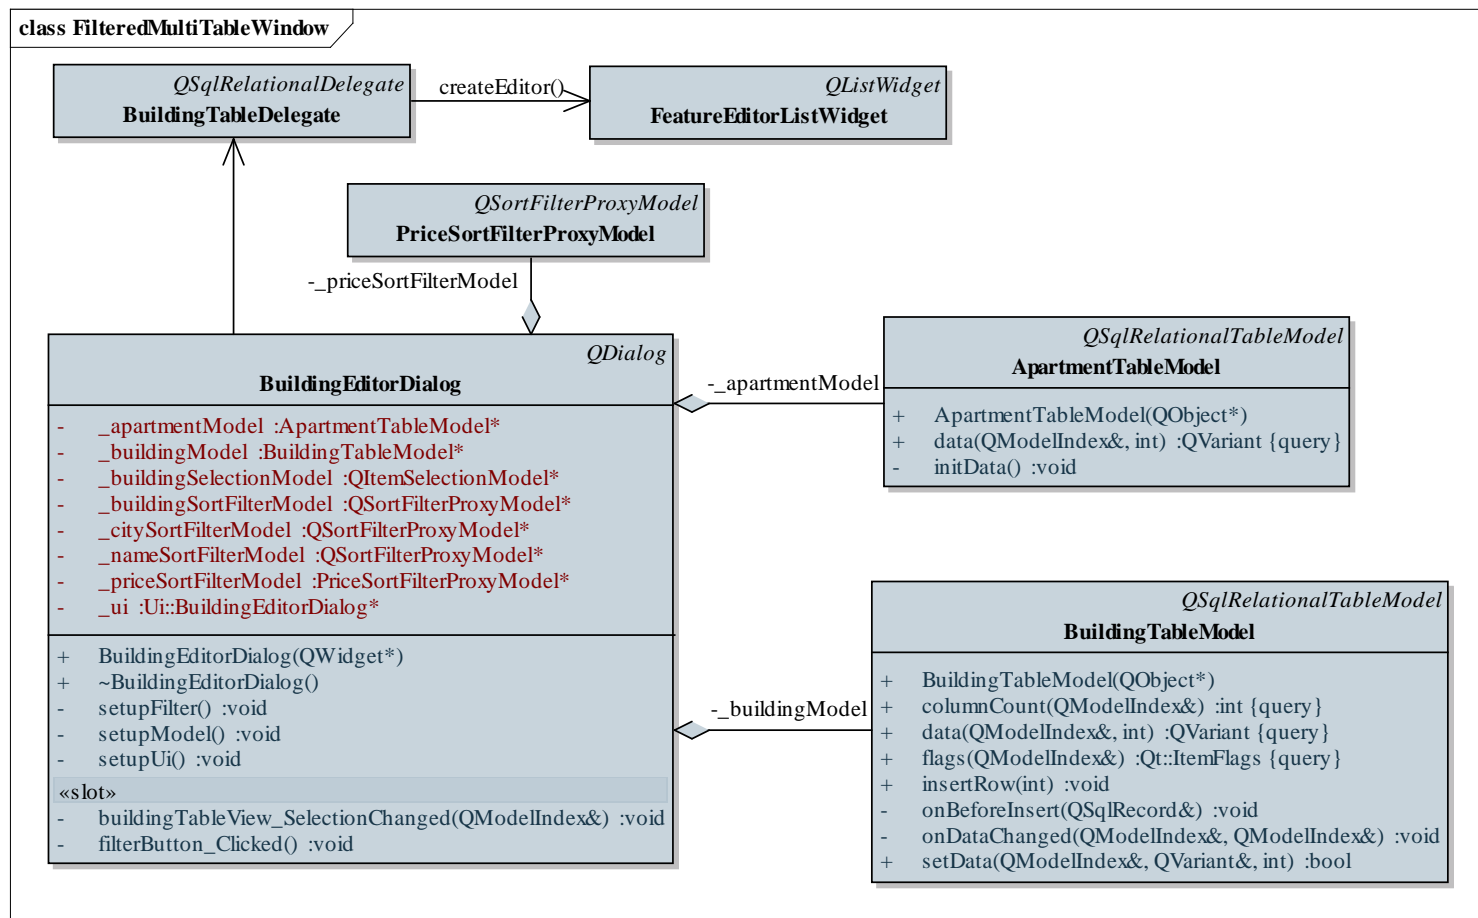 class FilteredMultiTableWindow
QSqlRelationalDelegate
BuildingTableDelegate
createEditor()
QListWidget
FeatureEditorListWidget
QSortFilterProxyModel
PriceSortFilterProxyModel
-_priceSortFilterModel
QDialog
BuildingEditorDialog
- _apartmentModel :ApartmentTableModel*
- _buildingModel :BuildingTableModel*
- _buildingSelectionModel :QItemSelectionModel*
- _buildingSortFilterModel :QSortFilterProxyModel*
- _citySortFilterModel :QSortFilterProxyModel*
- _nameSortFilterModel :QSortFilterProxyModel*
- _priceSortFilterModel :PriceSortFilterProxyModel*
- _ui :Ui::BuildingEditorDialog*
+ BuildingEditorDialog(QWidget*)
+ ~BuildingEditorDialog()
- setupFilter() :void
- setupModel() :void
- setupUi() :void
«slot»
- buildingTableView_SelectionChanged(QModelIndex&) :void
- filterButton_Clicked() :void
-_apartmentModel
QSqlRelationalTableModel
ApartmentTableModel
+ ApartmentTableModel(QObject*)
+ data(QModelIndex&, int) :QVariant {query}
- initData() :void
-_buildingModel
QSqlRelationalTableModel
BuildingTableModel
+ BuildingTableModel(QObject*)
+ columnCount(QModelIndex&) :int {query}
+ data(QModelIndex&, int) :QVariant {query}
+ flags(QModelIndex&) :Qt::ItemFlags {query}
+ insertRow(int) :void
- onBeforeInsert(QSqlRecord&) :void
- onDataChanged(QModelIndex&, QModelIndex&) :void
+ setData(QModelIndex&, QVariant&, int) :bool